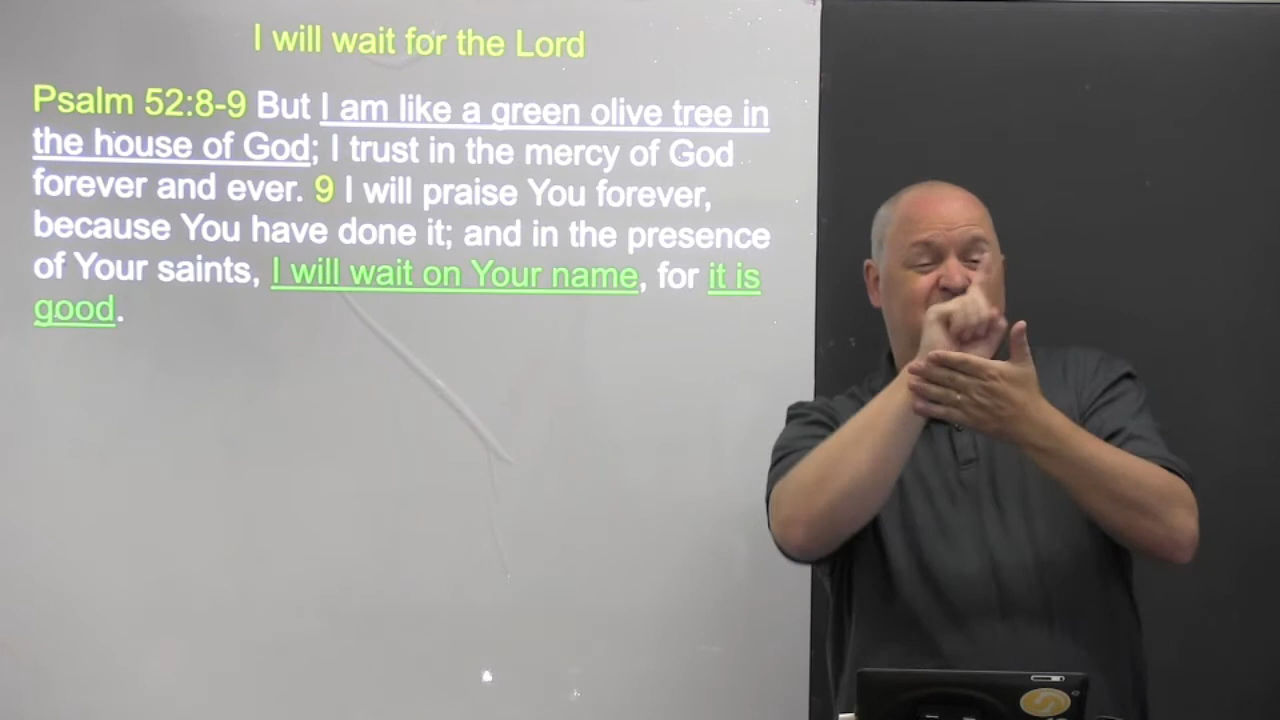 I will wait for the Lord
Psalm 52:8-9 But I am like a green olive tree in
the house of God; I trust in the mercy of God
forever and ever. 9 I will praise You forever,
because You have done it; and in the presence
of Your saints, I will wait on Your name, for it is
good.